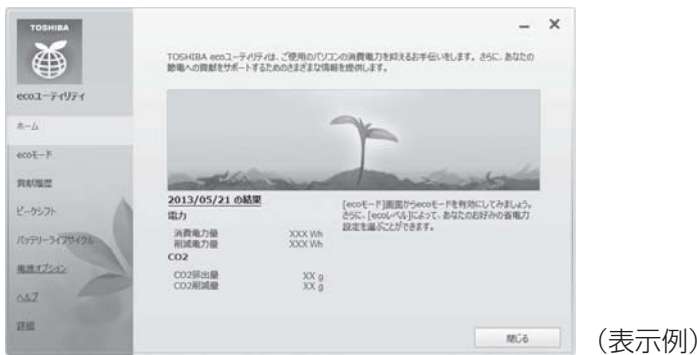 TOSHIBA
ecoユーティリティ
ホーム
ecoモード
貢献履歴
ピークシフト
バッテリーライフサイクル
電源オプション
ヘルプ
詳細
TOSHIBA ecoユーティリティは、ご使用のパソコンの消費電力を抑えるお手伝いをします。さらに、あなたの
節電への貢献をサポートするためのさまざまな情報を提供します。
2013/05/21 の結果
電力
消費電力量 XXX Wh
削減電力量 XXX Wh
CO2
CO2排出量 XX g
CO2削減量 XX g
[ecoモード]画面からecoモードを有効にしてみましょう。
さらに、[ecoレベル]によって、あなたのお好みの省電力
設定を選ぶことができます。
閉じる
（表示例）